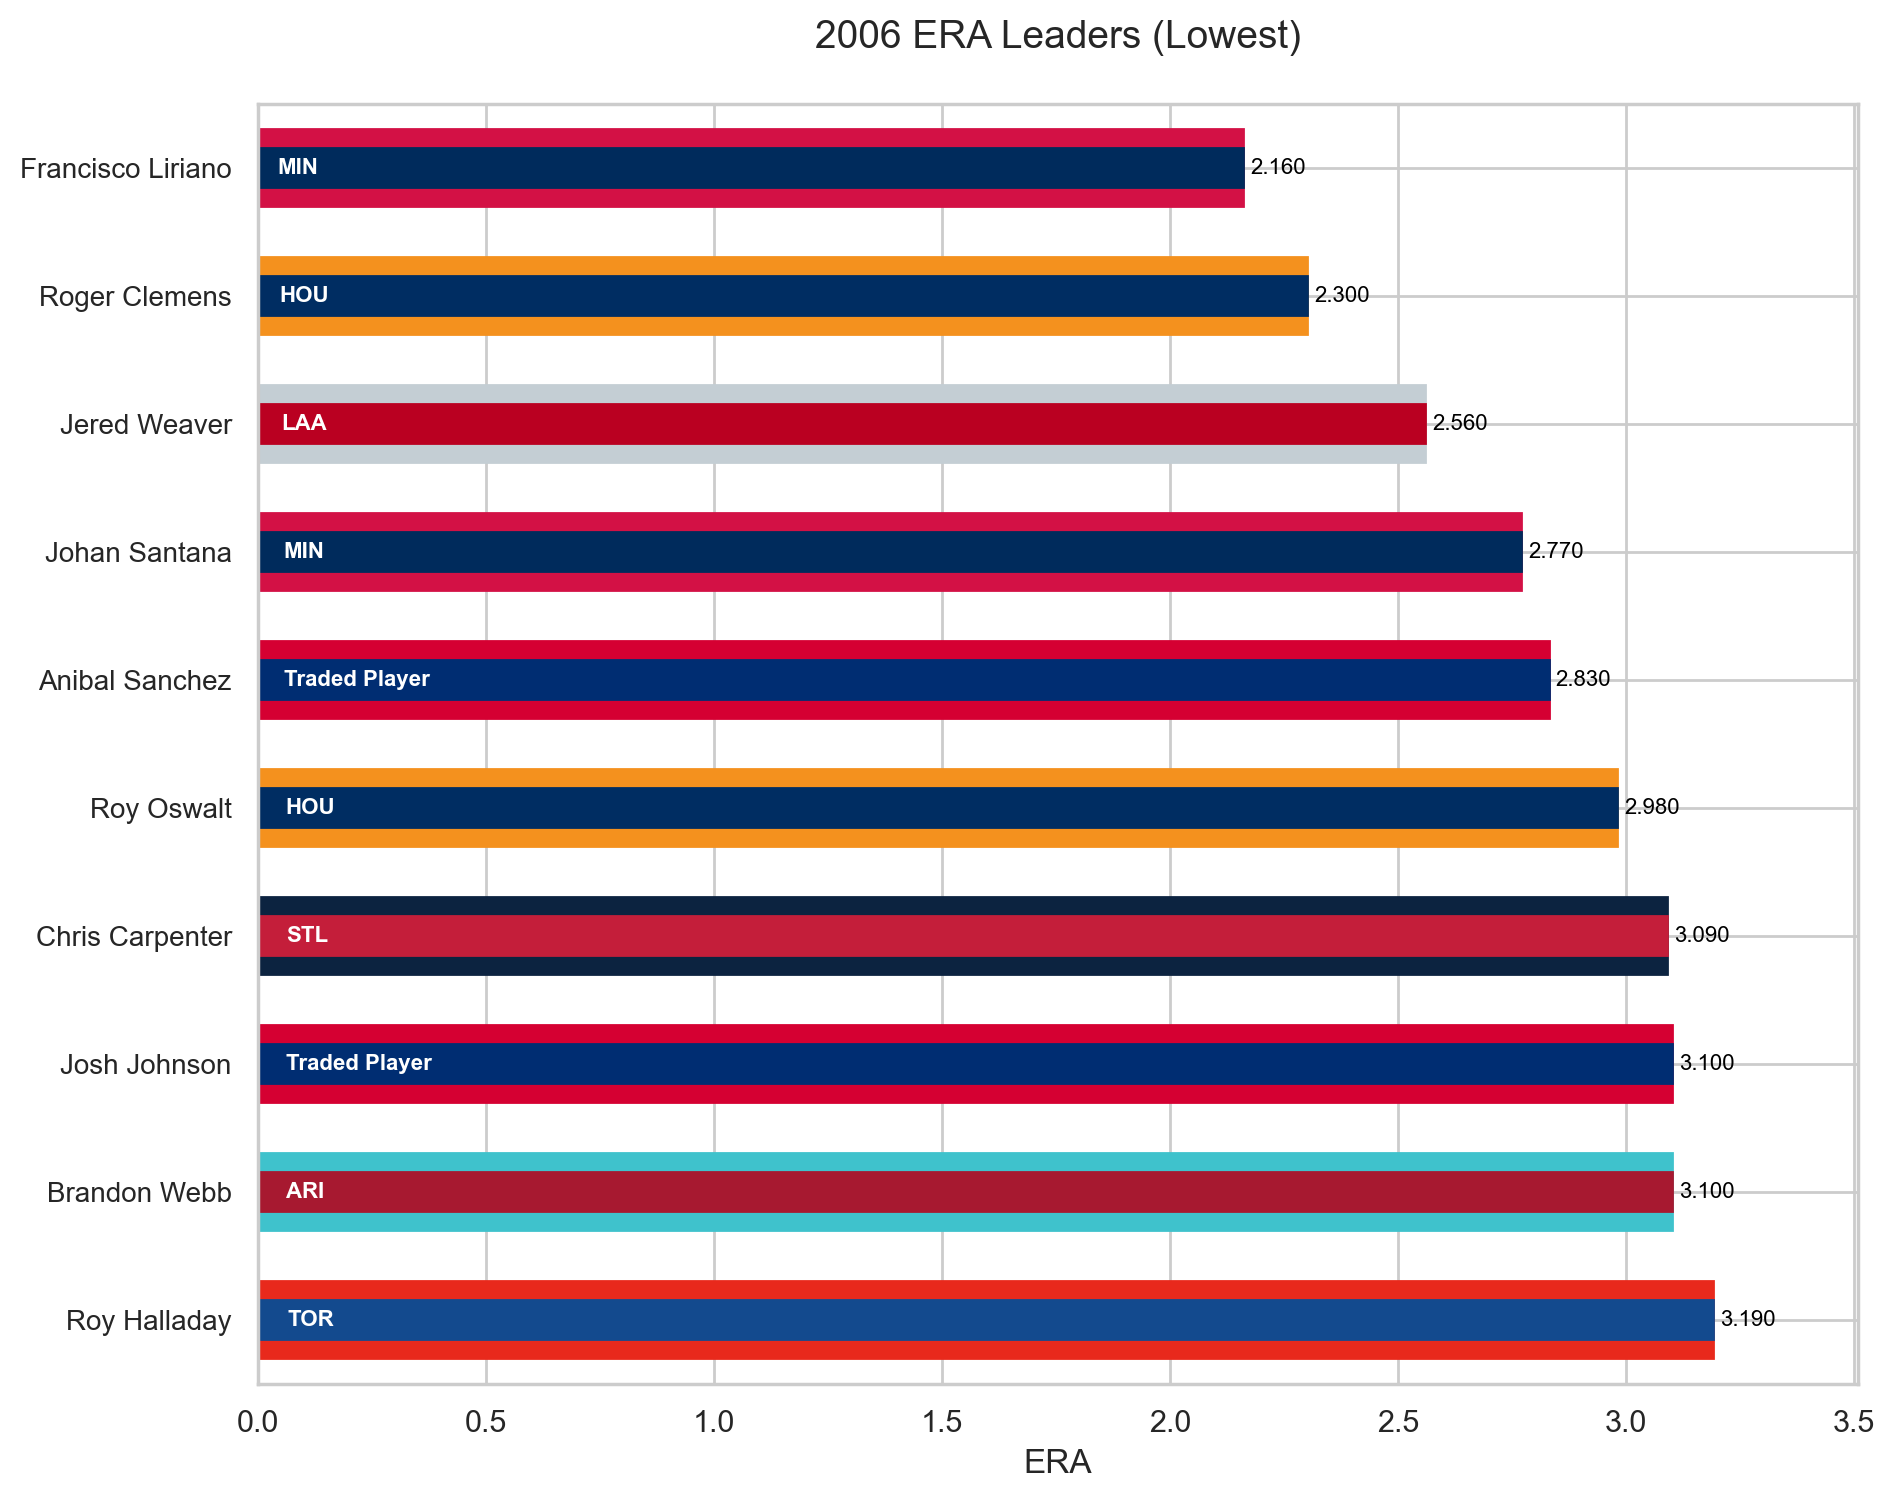 2006 ERA Leaders (Lowest)
Francisco Liriano MIN 2.160
Roger Clemens HOU 2.300
Jered Weaver LAA 2.560
Johan Santana MIN 2.770
Anibal Sanchez Traded Player 2.830
Roy Oswalt HOU 2.980
Chris Carpenter STL 3.090
Josh Johnson Traded Player 3.100
Brandon Webb ARI 3.100
Roy Halladay TOR 3.190
0.0 0.5 1.0 1.5 2.0 2.5 3.0 3.5
ERA